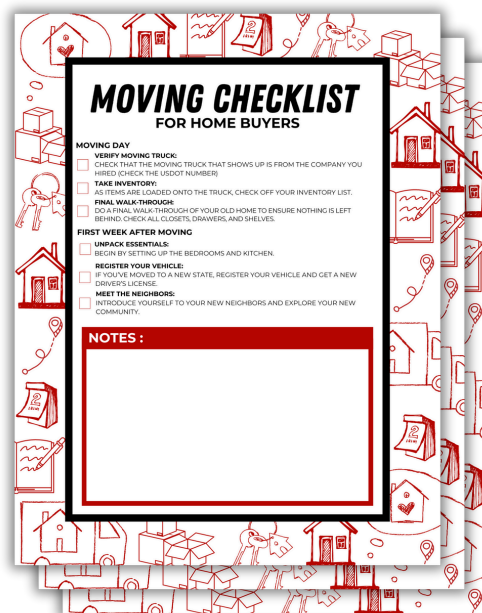 MOVING CHECKLIST
FOR HOME BUYERS
MOVING DAY
VERIFY MOVING TRUCK:
CHECK THAT THE MOVING TRUCK THAT SHOWS UP IS FROM THE COMPANY YOU
HIRED (CHECK THE USDOT NUMBER)
TAKE INVENTORY:
AS ITEMS ARE LOADED ONTO THE TRUCK, CHECK OFF YOUR INVENTORY LIST.
FINAL WALK-THROUGH:
DO A FINAL WALK-THROUGH OF YOUR OLD HOME TO ENSURE NOTHING IS LEFT
BEHIND. CHECK ALL CLOSETS, DRAWERS, AND SHELVES.
FIRST WEEK AFTER MOVING
UNPACK ESSENTIALS:
BEGIN BY SETTING UP THE BEDROOMS AND KITCHEN.
REGISTER YOUR VEHICLE:
IF YOU'VE MOVED TO A NEW STATE, REGISTER YOUR VEHICLE AND GET A NEW
DRIVER'S LICENSE.
MEET THE NEIGHBORS:
INTRODUCE YOURSELF TO YOUR NEW NEIGHBORS AND EXPLORE YOUR NEW
COMMUNITY.
NOTES :